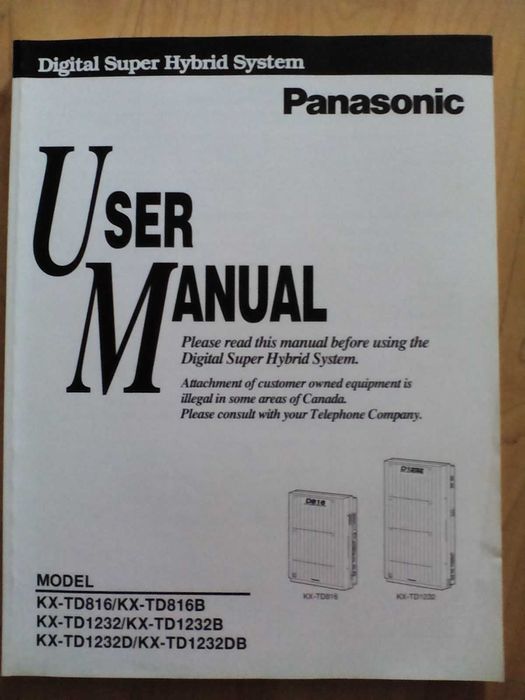 Digital Super Hybrid System
Panasonic
USER
MANUAL
Please read this manual before using the
Digital Super Hybrid System.
Attachment of customer owned equipment is
illegal in some areas of Canada.
Please consult with your Telephone Company.
D1232
D816
KX-TD816
KX-TD1232
MODEL
KX-TD816/KX-TD816B
KX-TD1232/KX-TD1232B
KX-TD1232D/KX-TD1232DB